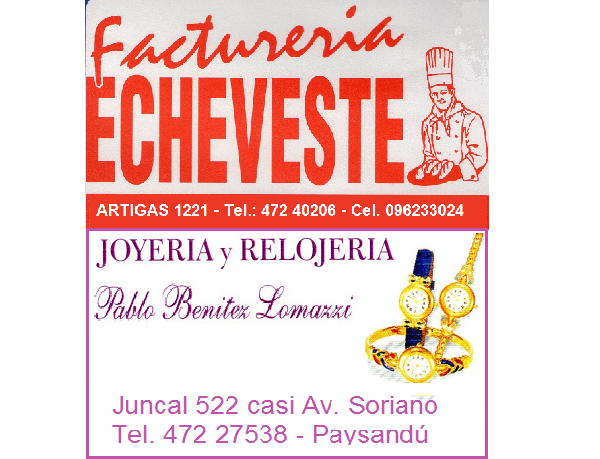 Factureria
ECHEVESTE
ARTIGAS 1221 - Tel.: 472 40206 - Cel. 096233024
JOYERIA y RELOJERIA
Pablo Benitez Lomazzi
Juncal 522 casi Av. Soriano
Tel. 472 27538 - Paysandú